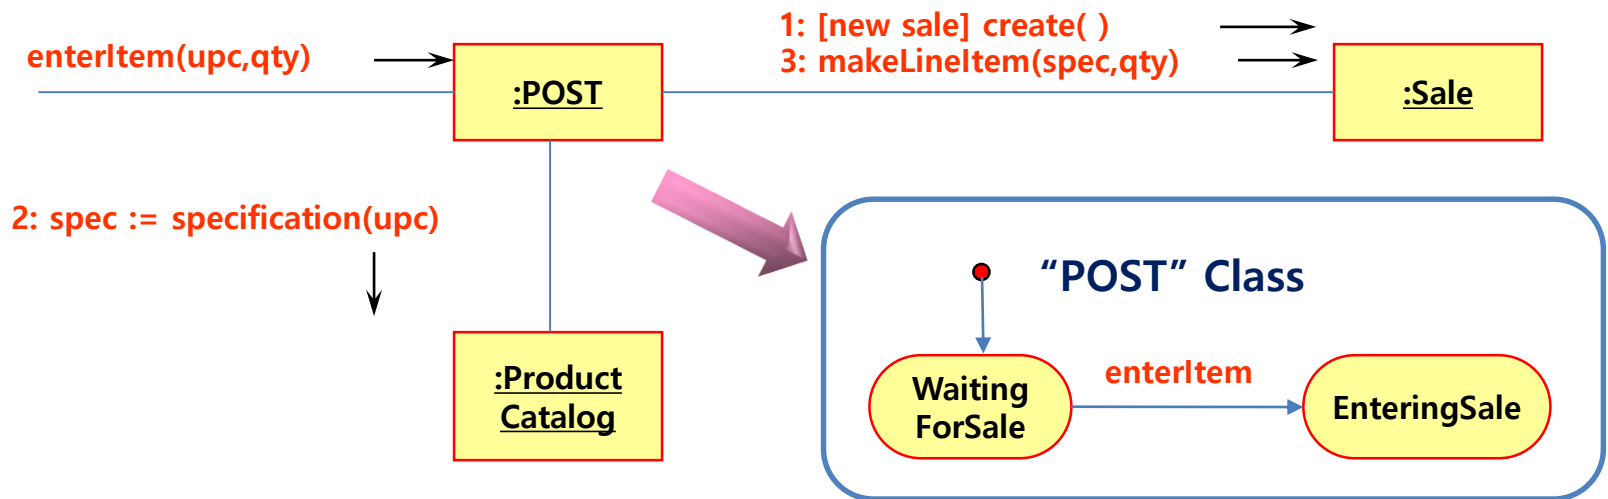 1: [new sale] create( )
enterItem(upc,qty)
3: makeLineItem(spec,qty)
:POST
:Sale
2: spec := specification(upc)
“POST” Class
:Product
Catalog
Waiting
ForSale
enterItem
EnteringSale